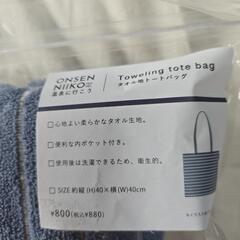 ONSEN
NIIKO
温泉に行こう
Toweling tote bag
タオル地トートバッグ
□心地よい柔らかなタオル生地。
□便利な内ポケット付き。
□使用後は洗濯できるため、衛生的。
□SIZE 約縦(H)40×横(W)40cm
¥800(税込¥880)